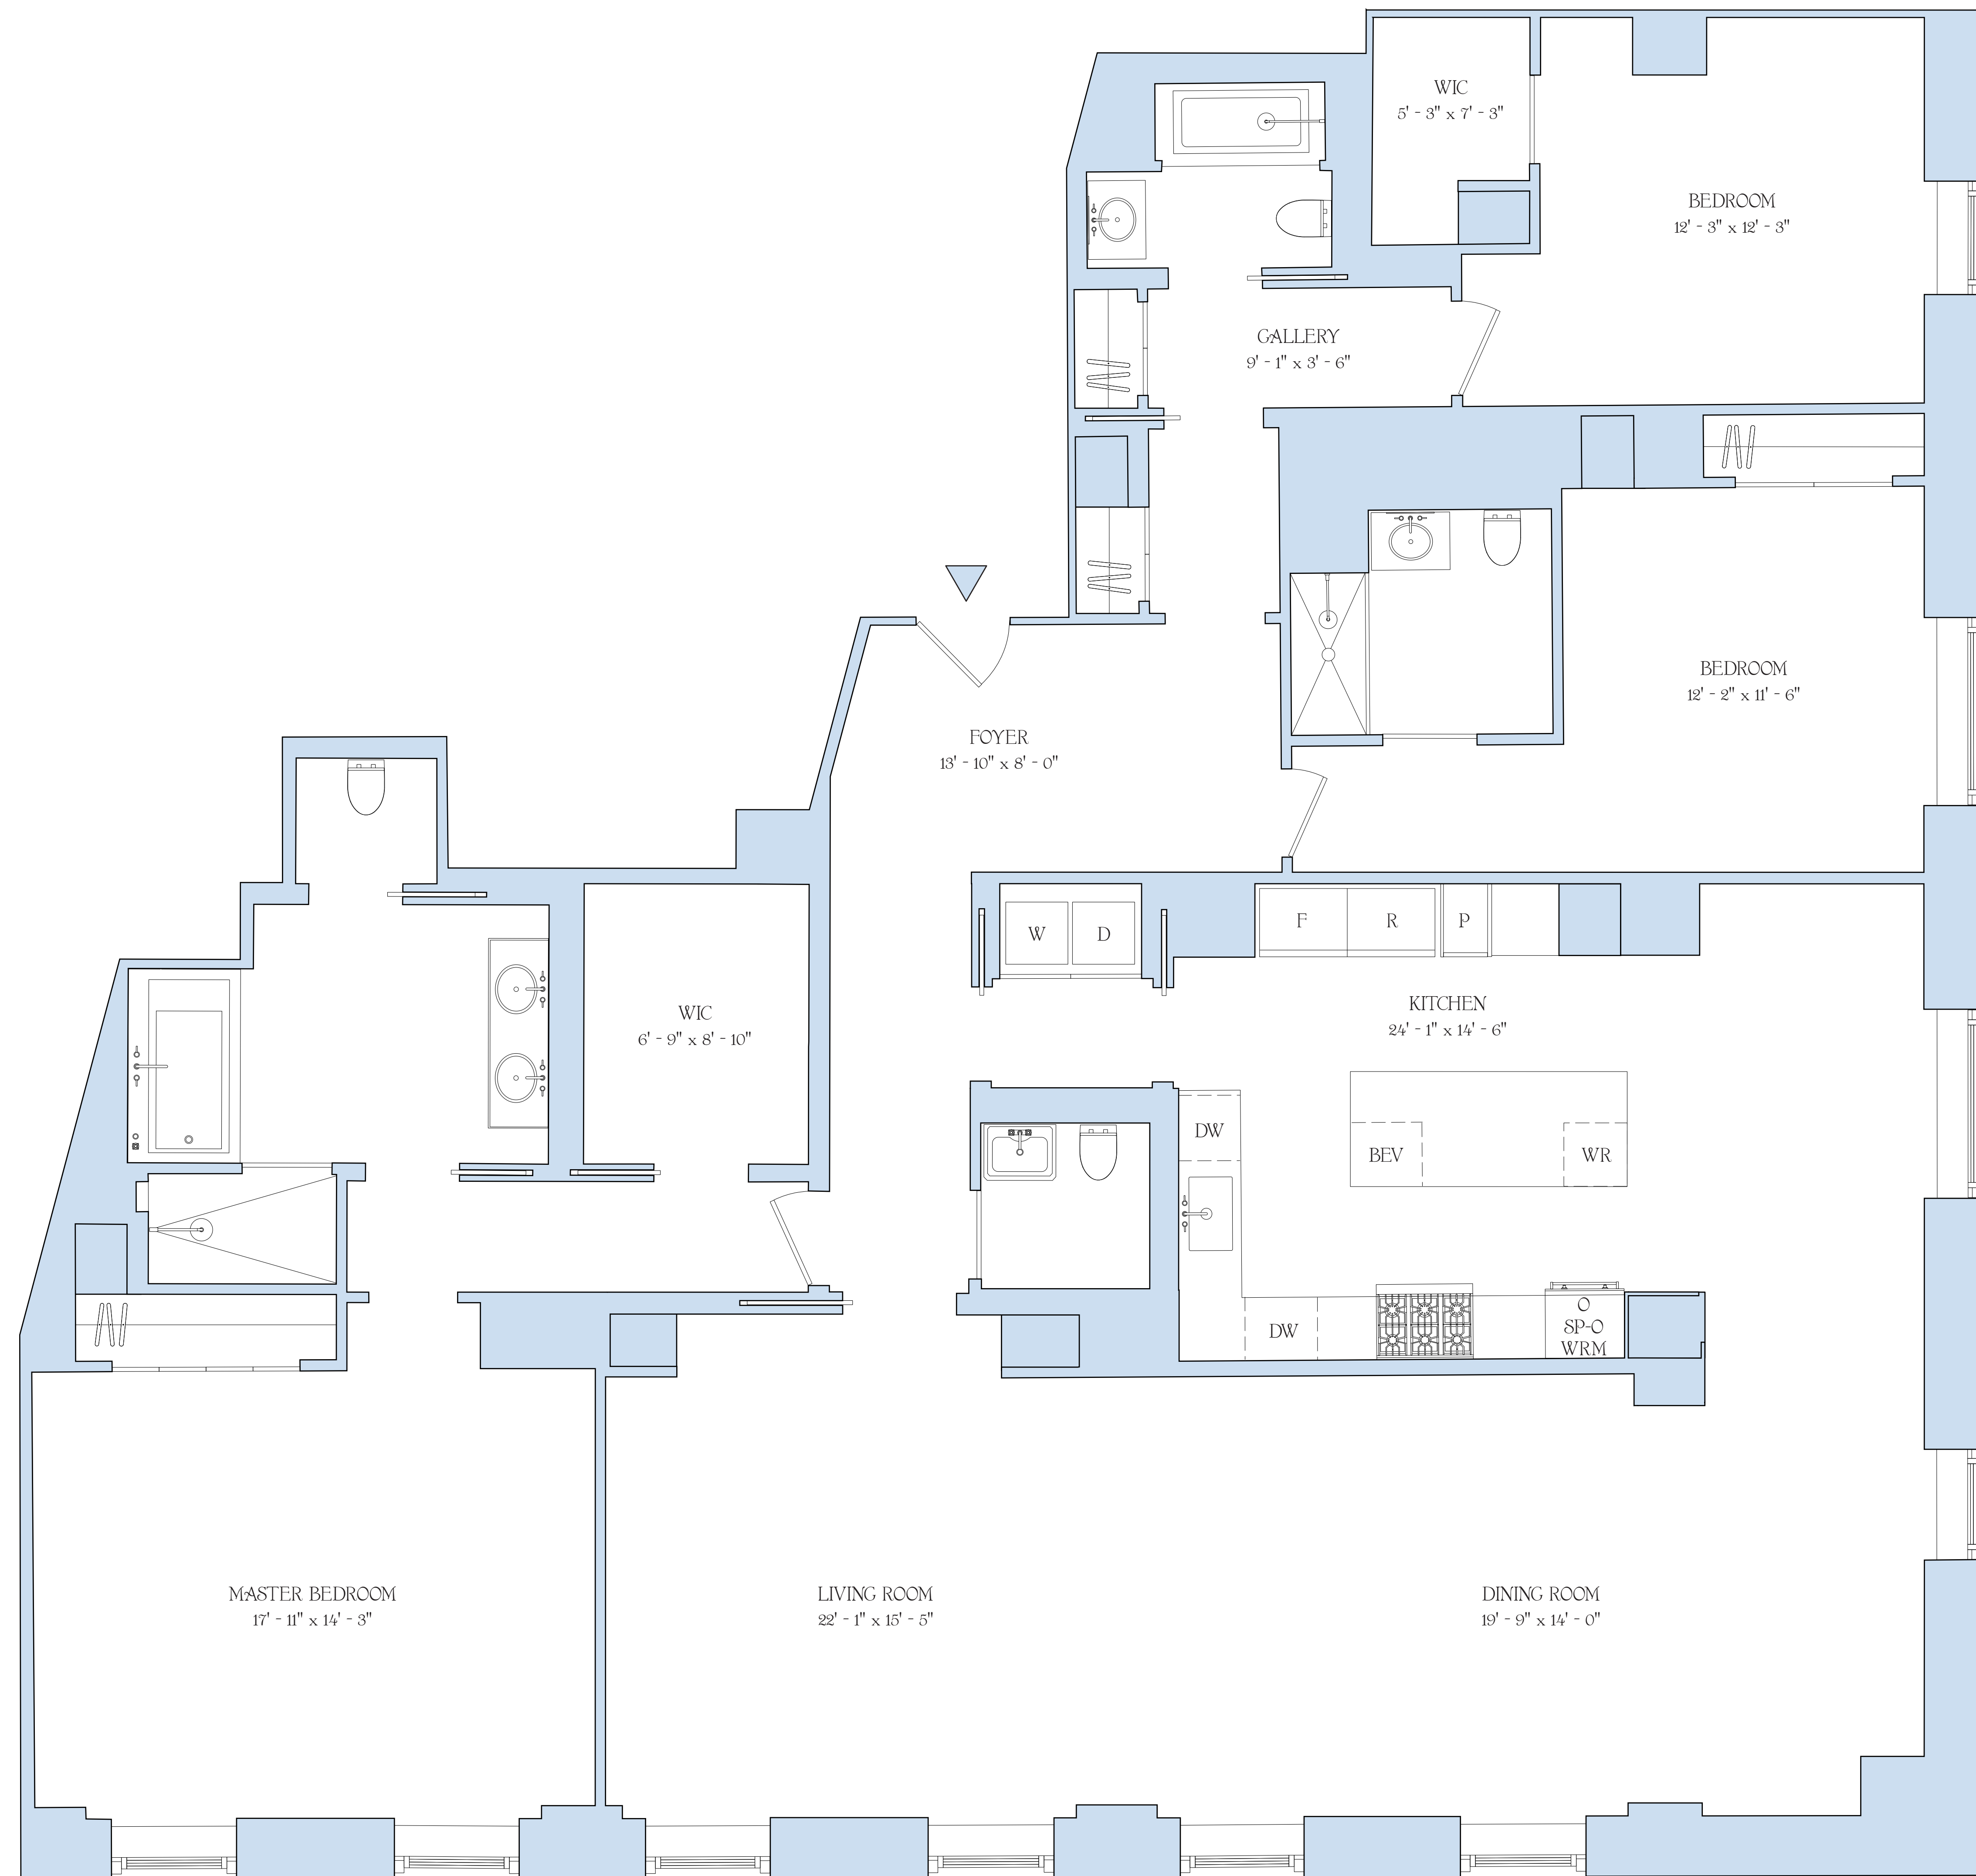 WIC
5' - 3" x 7' - 3"
BEDROOM
12' - 3" x 12' - 3"
GALLERY
9' - 1" x 3' - 6"
BEDROOM
12' - 2" x 11' - 6"
FOYER
13' - 10" x 8' - 0"
W
D
F
R
P
WIC
6' - 9" x 8' - 10"
KITCHEN
24' - 1" x 14' - 6"
DW
BEV
WR
DW
O
SP-O
WRM
MASTER BEDROOM
17' - 11" x 14' - 3"
LIVING ROOM
22' - 1" x 15' - 5"
DINING ROOM
19' - 9" x 14' - 0"